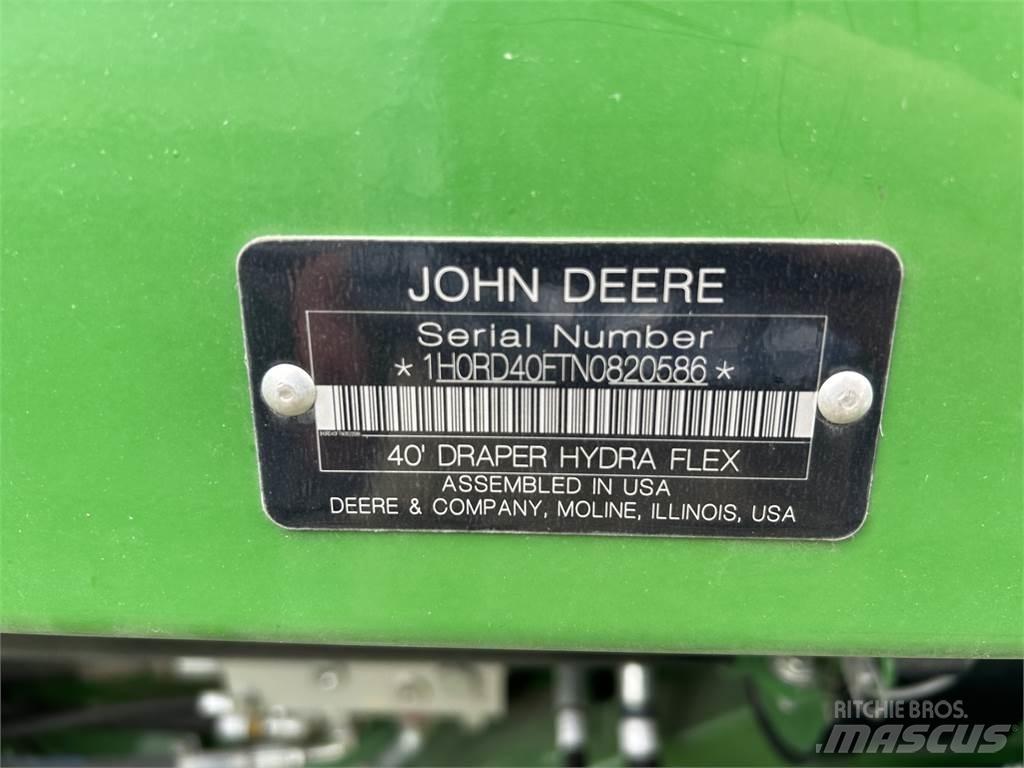 JOHN DEERE
Serial Number
*1H0RD40FTN0820586*
40' DRAPER HYDRA FLEX
ASSEMBLED IN USA
DEERE & COMPANY, MOLINE, ILLINOIS, USA
RITCHIE BROS.
MASCUS